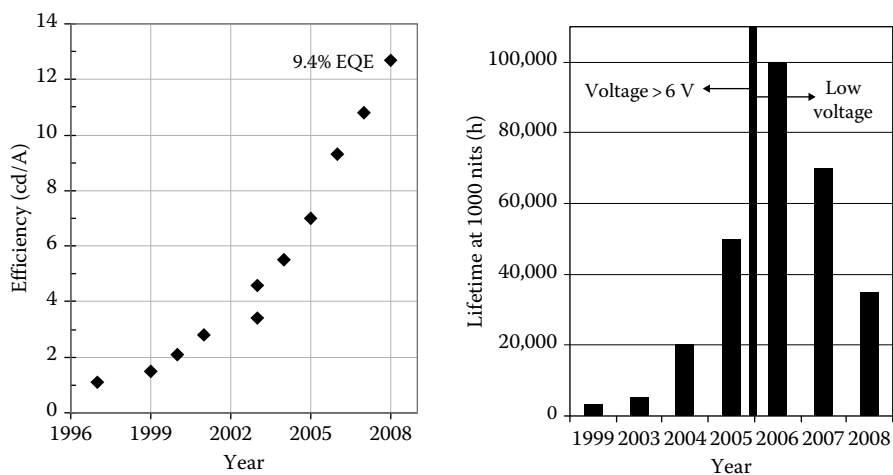 14
12
10
8
6
4
2
0
9.4% EQE
Efficiency (cd/A)
1996 1999 2002 2005 2008
Year
100,000
80,000
60,000
40,000
20,000
0
Voltage > 6 V
Low
voltage
Lifetime at 1000 nits (h)
1999 2003 2004 2005 2006 2007 2008
Year